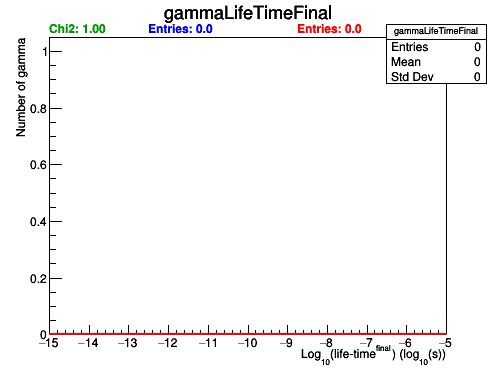 gammaLifeTimeFinal
Chi2: 1.00 Entries: 0.0 Entries: 0.0
gammaLifeTimeFinal
Entries 0
Mean 0
Std Dev 0
Number of gamma
1
0.8
0.6
0.4
0.2
0
−15 −14 −13 −12 −11 −10 −9 −8 −7 −6 −5
Log10(life-time^final) (log10(s))